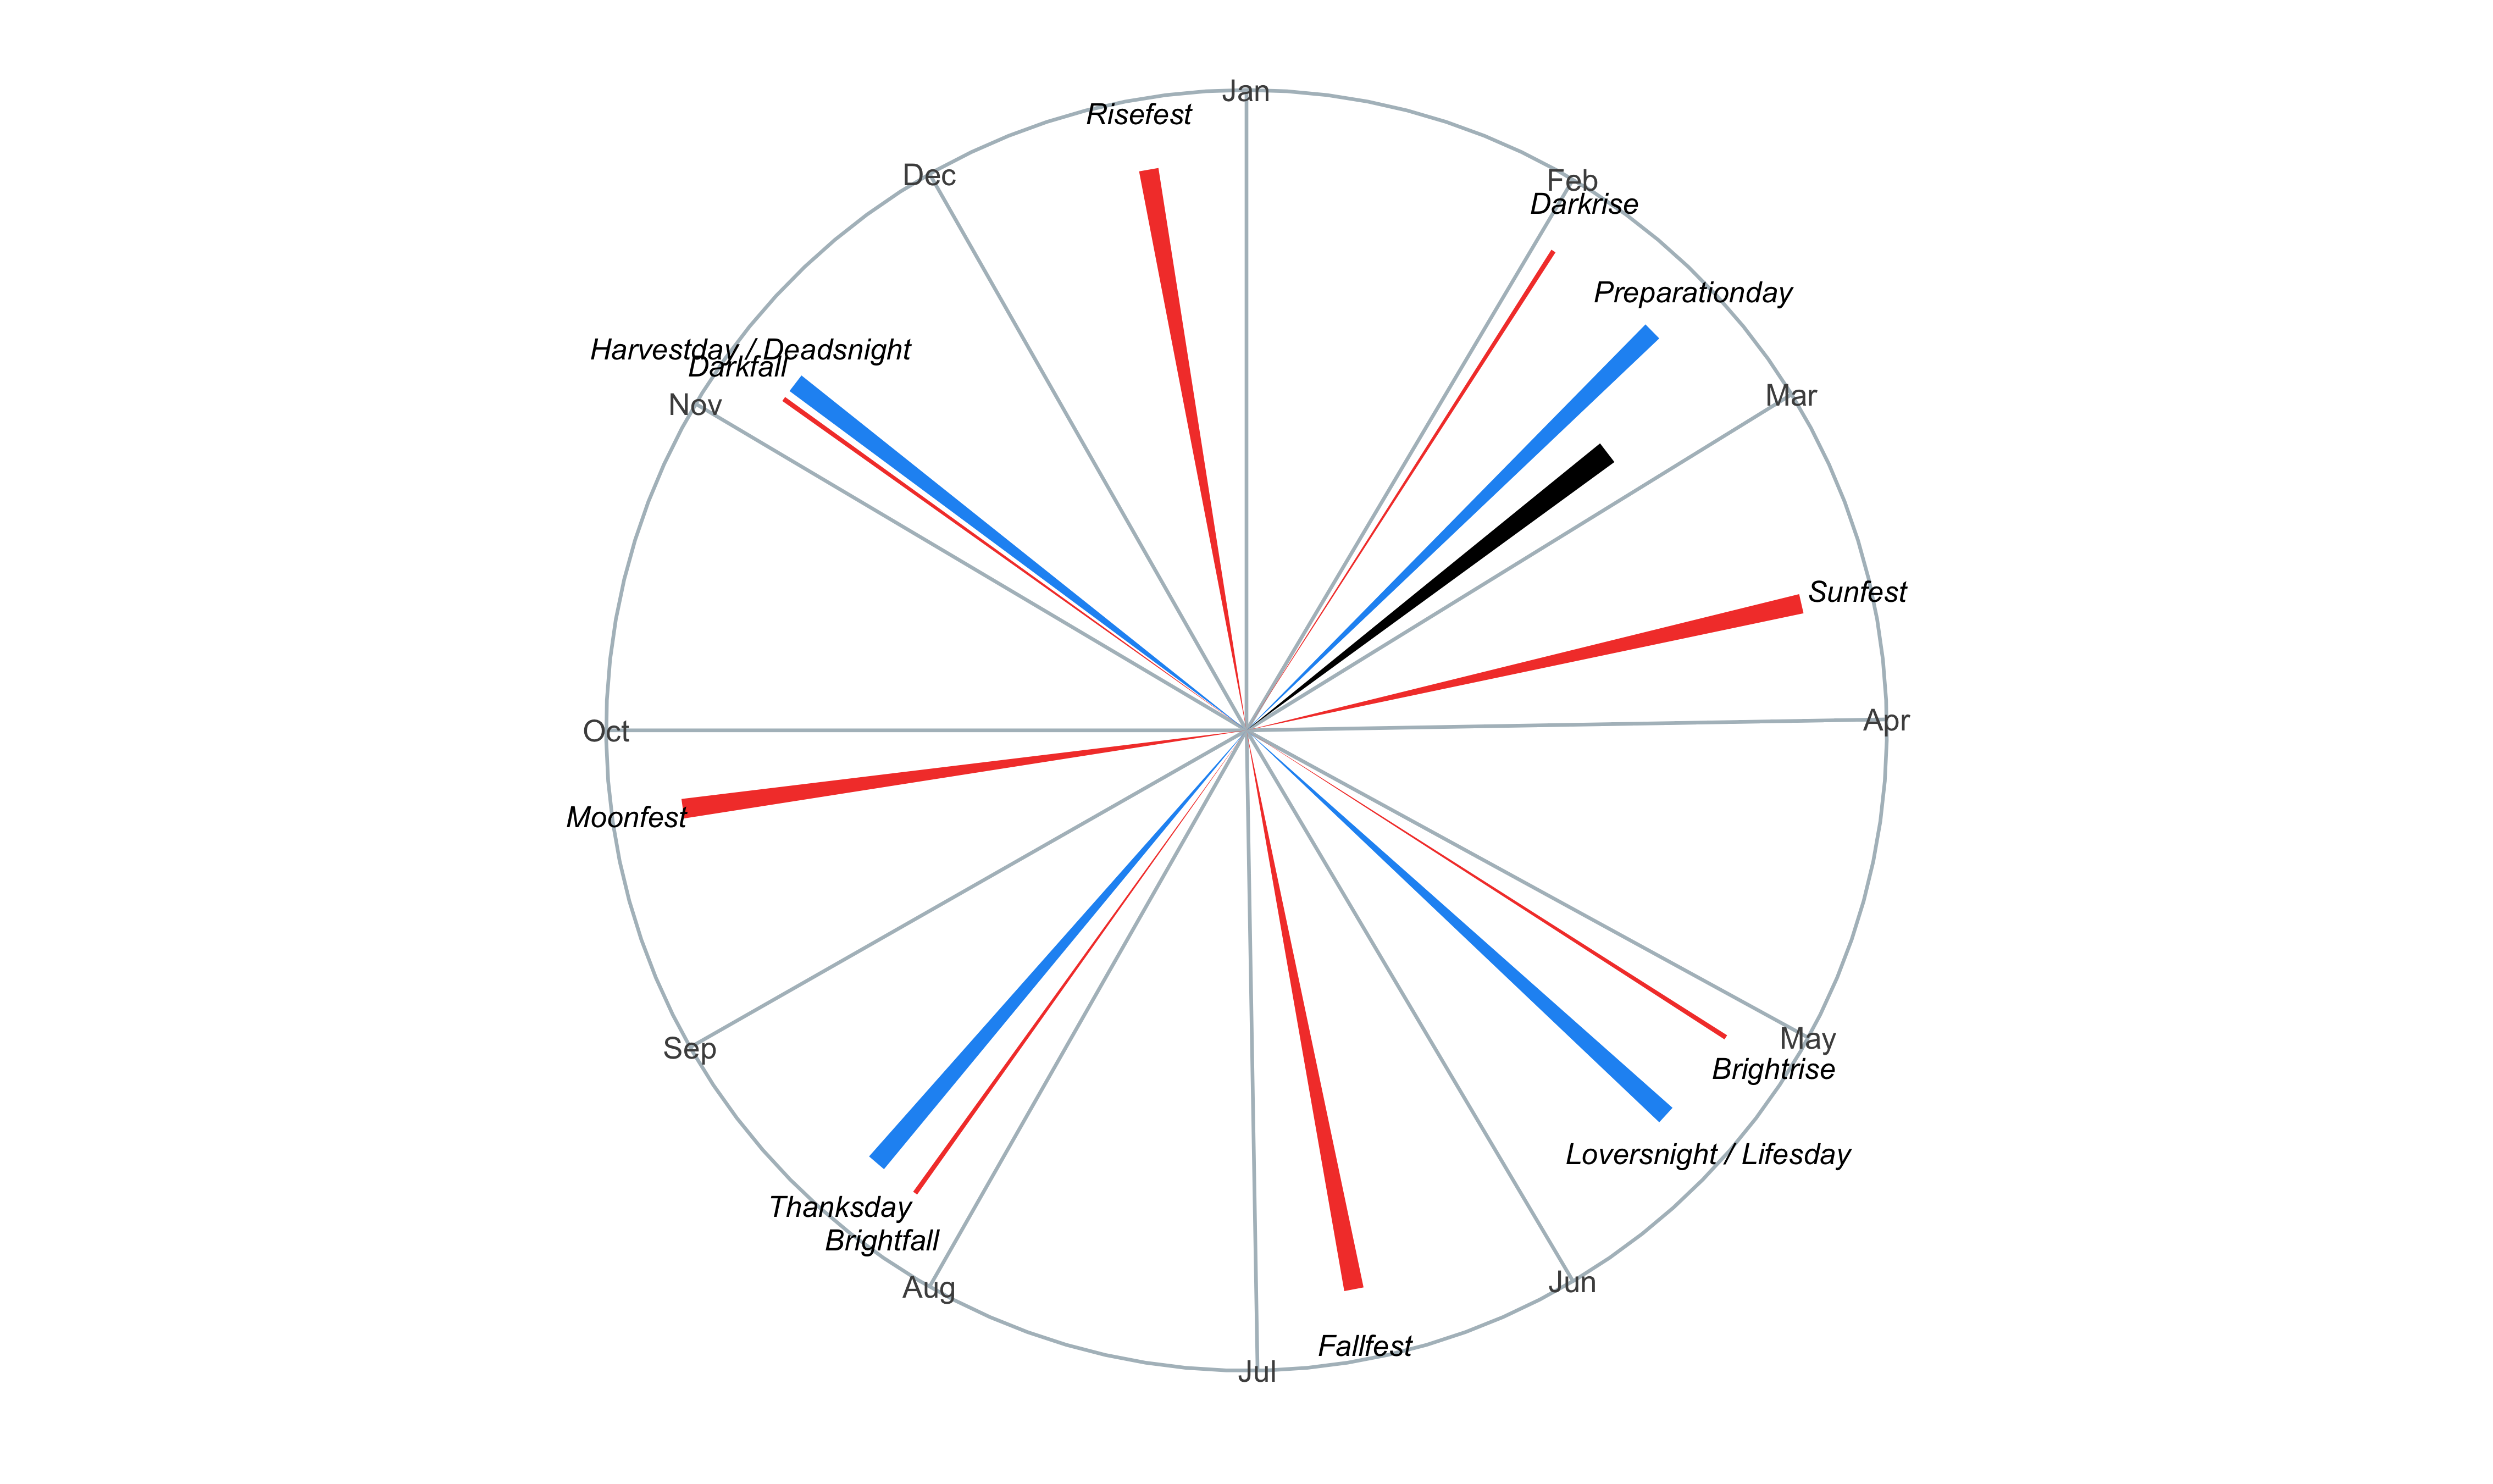 Jan
Risefest
Dec
Feb
Darkrise
Preparationday
Harvestday / Deadsnight
Darkfall
Nov
Mar
Sunfest
Oct
Apr
Moonfest
Sep
May
Brightrise
Loversnight / Lifesday
Thanksday
Brightfall
Aug
Jun
Fallfest
Jul